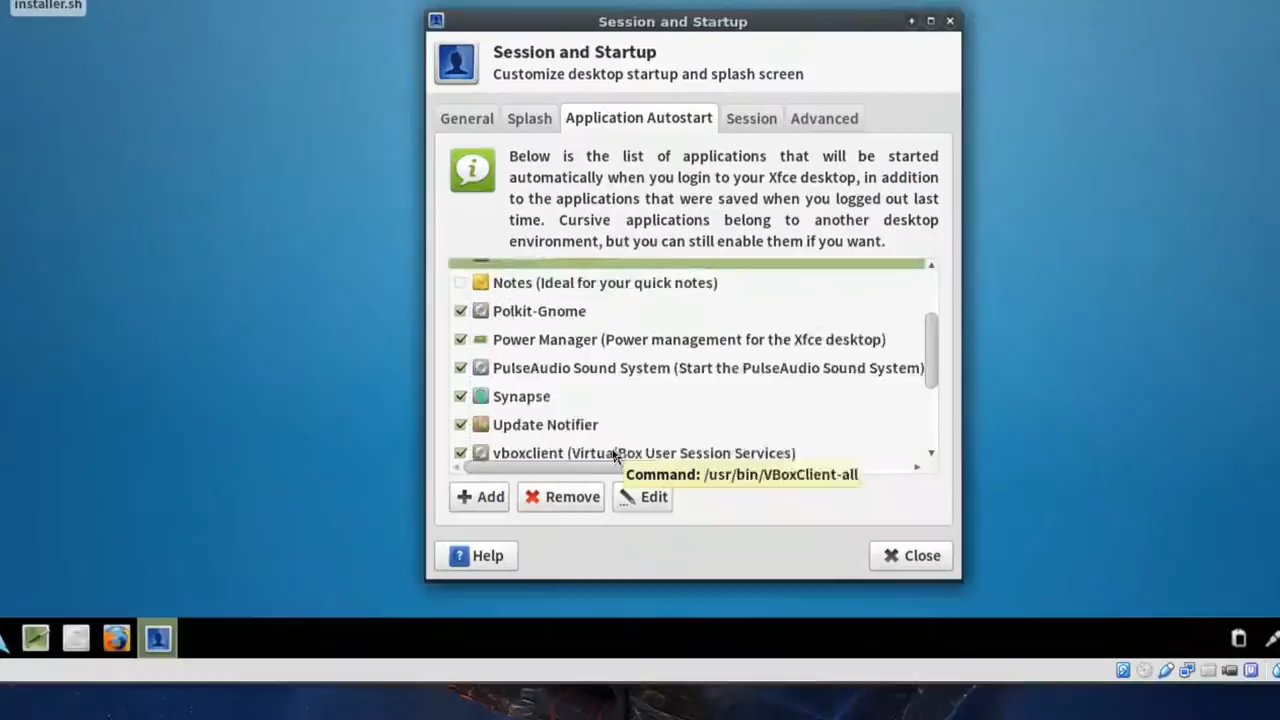 installer.sh
Session and Startup
Session and Startup
Customize desktop startup and splash screen
General Splash Application Autostart Session Advanced
Below is the list of applications that will be started
automatically when you login to your Xfce desktop, in addition
to the applications that were saved when you logged out last
time. Cursive applications belong to another desktop
environment, but you can still enable them if you want.
Notes (Ideal for your quick notes)
Polkit-Gnome
Power Manager (Power management for the Xfce desktop)
PulseAudio Sound System (Start the PulseAudio Sound System)
Synapse
Update Notifier
vboxclient (VirtualBox User Session Services)
Command: /usr/bin/VBoxClient-all
Add Remove Edit
Help Close